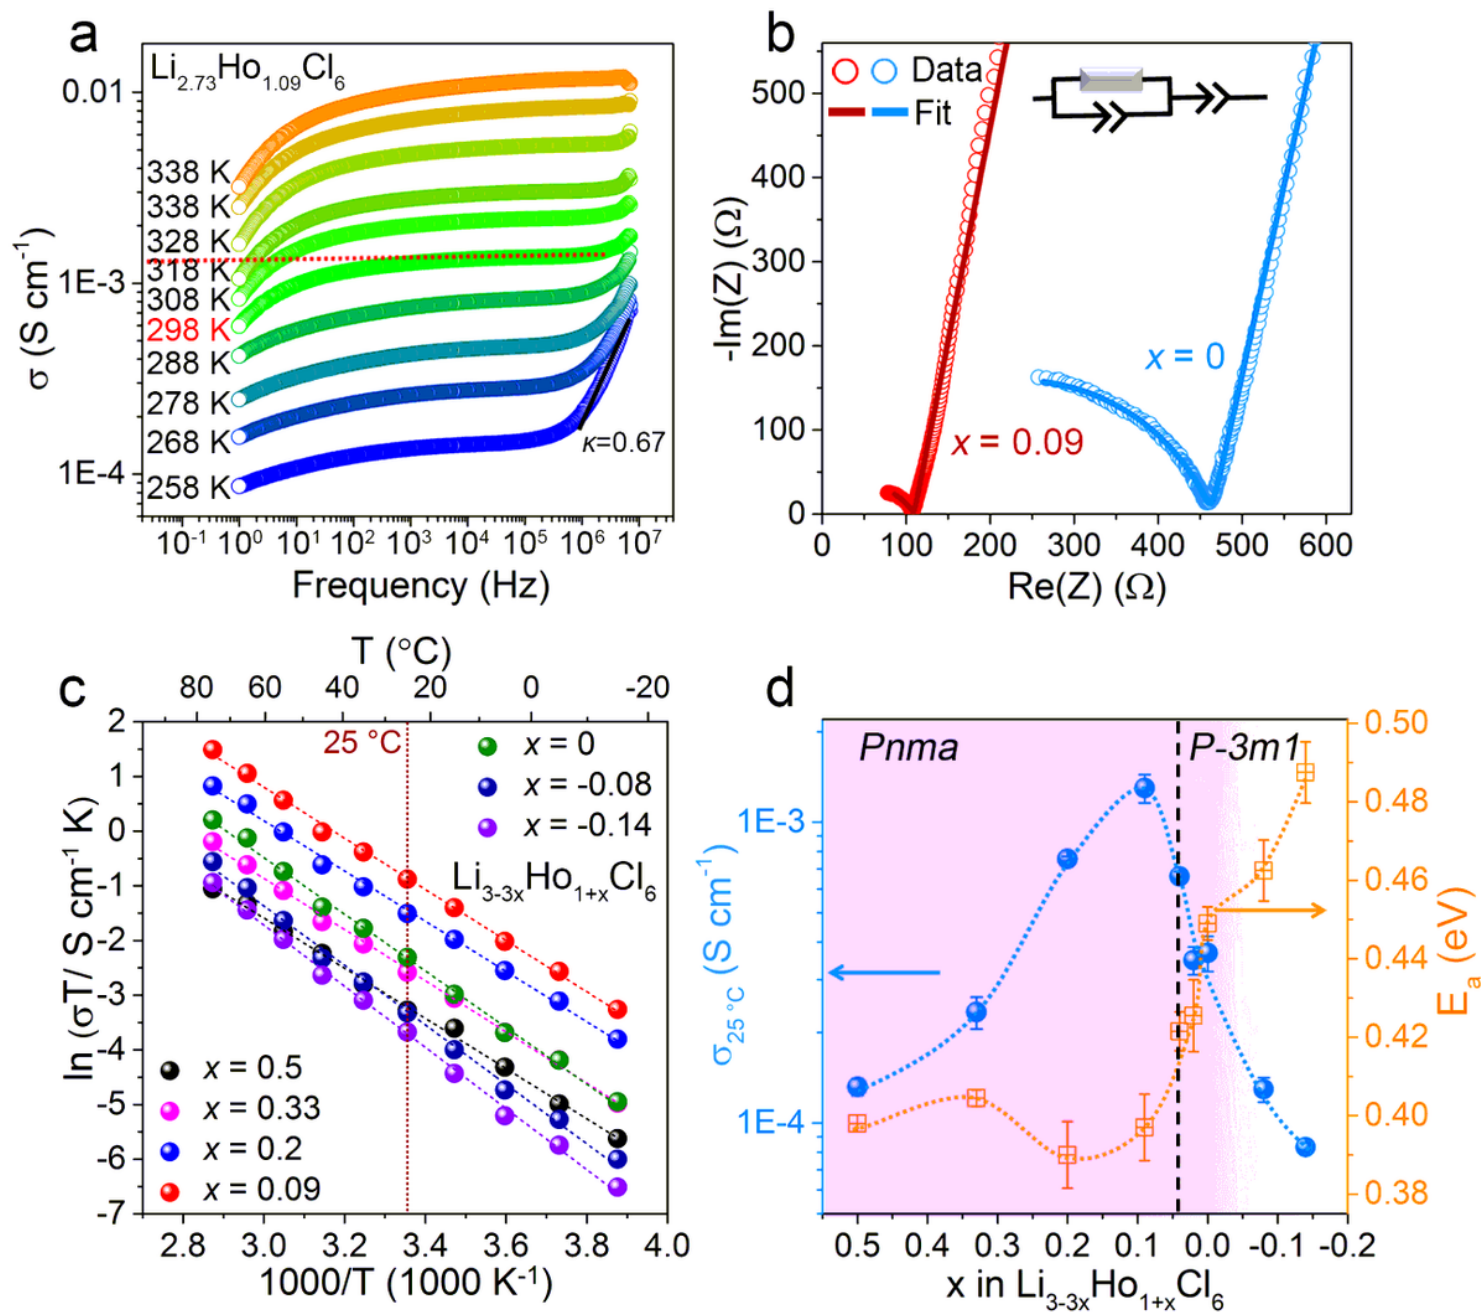 a
Li2.73Ho1.09Cl6
0.01
1E-3
1E-4
σ (S cm-1)
338 K
338 K
328 K
318 K
308 K
298 K
288 K
278 K
268 K
258 K
κ=0.67
10-1 100 101 102 103 104 105 106 107
Frequency (Hz)
b
Data
Fit
500
400
300
200
100
0
-Im(Z) (Ω)
x = 0
x = 0.09
0 100 200 300 400 500 600
Re(Z) (Ω)
c
T (°C)
80 60 40 20 0 -20
25 °C
x = 0
x = -0.08
x = -0.14
Li3-3xHo1+xCl6
2
1
0
-1
-2
-3
-4
-5
-6
-7
ln (σT/ S cm-1 K)
x = 0.5
x = 0.33
x = 0.2
x = 0.09
2.8 3.0 3.2 3.4 3.6 3.8 4.0
1000/T (1000 K-1)
d
Pnma
P-3m1
1E-3
1E-4
σ25 °C (S cm-1)
0.50
0.48
0.46
0.44
0.42
0.40
0.38
Ea (eV)
0.5 0.4 0.3 0.2 0.1 0.0 -0.1 -0.2
x in Li3-3xHo1+xCl6